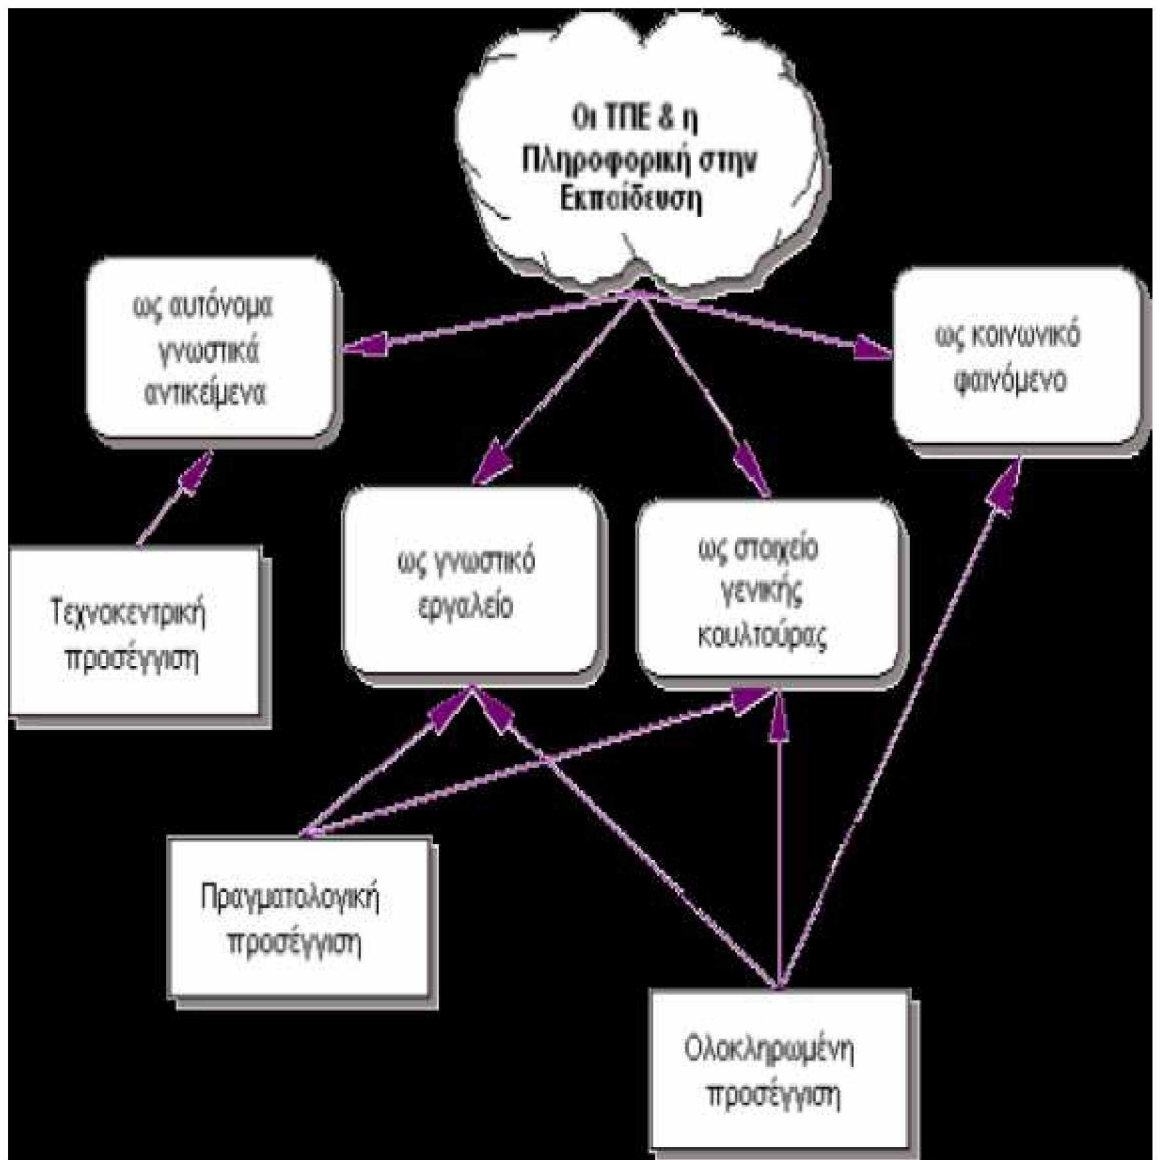 Οι ΤΠΕ & η
Πληροφορική στην
Εκπαίδευση
ως αυτόνομα
γνωστικά
αντικείμενα
ως κοινωνικό
φαινόμενο
ως γνωστικό
εργαλείο
ως στοιχείο
γενικής
κουλτούρας
Τεχνοκεντρική
προσέγγιση
Πραγματολογική
προσέγγιση
Ολοκληρωμένη
προσέγγιση